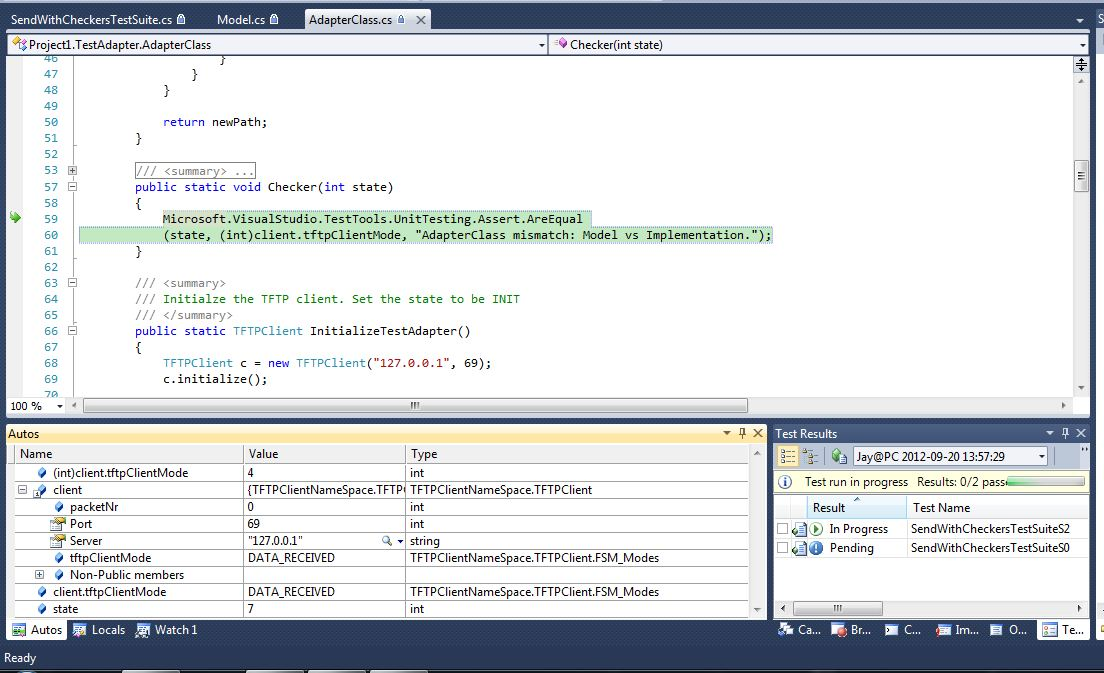 SendWithCheckersTestSuite.cs
Model.cs
AdapterClass.cs
Project1.TestAdapter.AdapterClass
Checker(int state)
46 }
47 }
48 }
49
50 return newPath;
51 }
52
53 /// <summary> ...
57 public static void Checker(int state)
58 {
59 Microsoft.VisualStudio.TestTools.UnitTesting.Assert.AreEqual
60 (state, (int)client.tftpClientMode, "AdapterClass mismatch: Model vs Implementation.");
61 }
62
63 /// <summary>
64 /// Initialze the TFTP client. Set the state to be INIT
65 /// </summary>
66 public static TFTPClient InitializeTestAdapter()
67 {
68 TFTPClient c = new TFTPClient("127.0.0.1", 69);
69 c.initialize();
70
100 %
Autos
Name Value Type
(int)client.tftpClientMode 4 int
client {TFTPClientNameSpace.TFTP TFTPClientNameSpace.TFTPClient
packetNr 0 int
Port 69 int
Server "127.0.0.1" string
tftpClientMode DATA_RECEIVED TFTPClientNameSpace.TFTPClient.FSM_Modes
Non-Public members
client.tftpClientMode DATA_RECEIVED TFTPClientNameSpace.TFTPClient.FSM_Modes
state 7 int
Autos Locals Watch 1
Test Results
Jay@PC 2012-09-20 13:57:29
Test run in progress Results: 0/2 passe
Result Test Name
In Progress SendWithCheckersTestSuiteS2
Pending SendWithCheckersTestSuiteS0
Ca... Br... C... Im... O... Te...
Ready